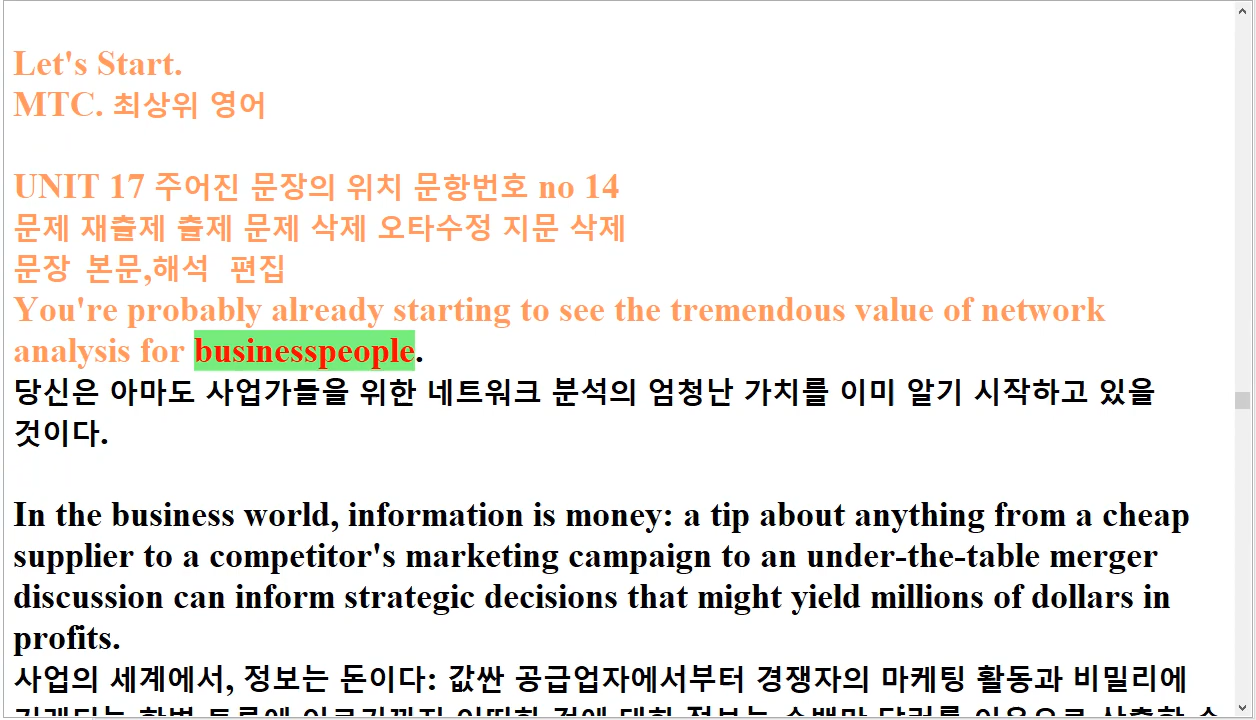 Let's Start.
MTC. 최상위 영어
UNIT 17 주어진 문장의 위치 문항번호 no 14
문제 재출제 출제 문제 삭제 오타수정 지문 삭제
문장 본문,해석 편집
You're probably already starting to see the tremendous value of network
analysis for businesspeople.
당신은 아마도 사업가들을 위한 네트워크 분석의 엄청난 가치를 이미 알기 시작하고 있을
것이다.
In the business world, information is money: a tip about anything from a cheap
supplier to a competitor's marketing campaign to an under-the-table merger
discussion can inform strategic decisions that might yield millions of dollars in
profits.
사업의 세계에서, 정보는 돈이다: 값싼 공급업자에서부터 경쟁자의 마케팅 활동과 비밀리에